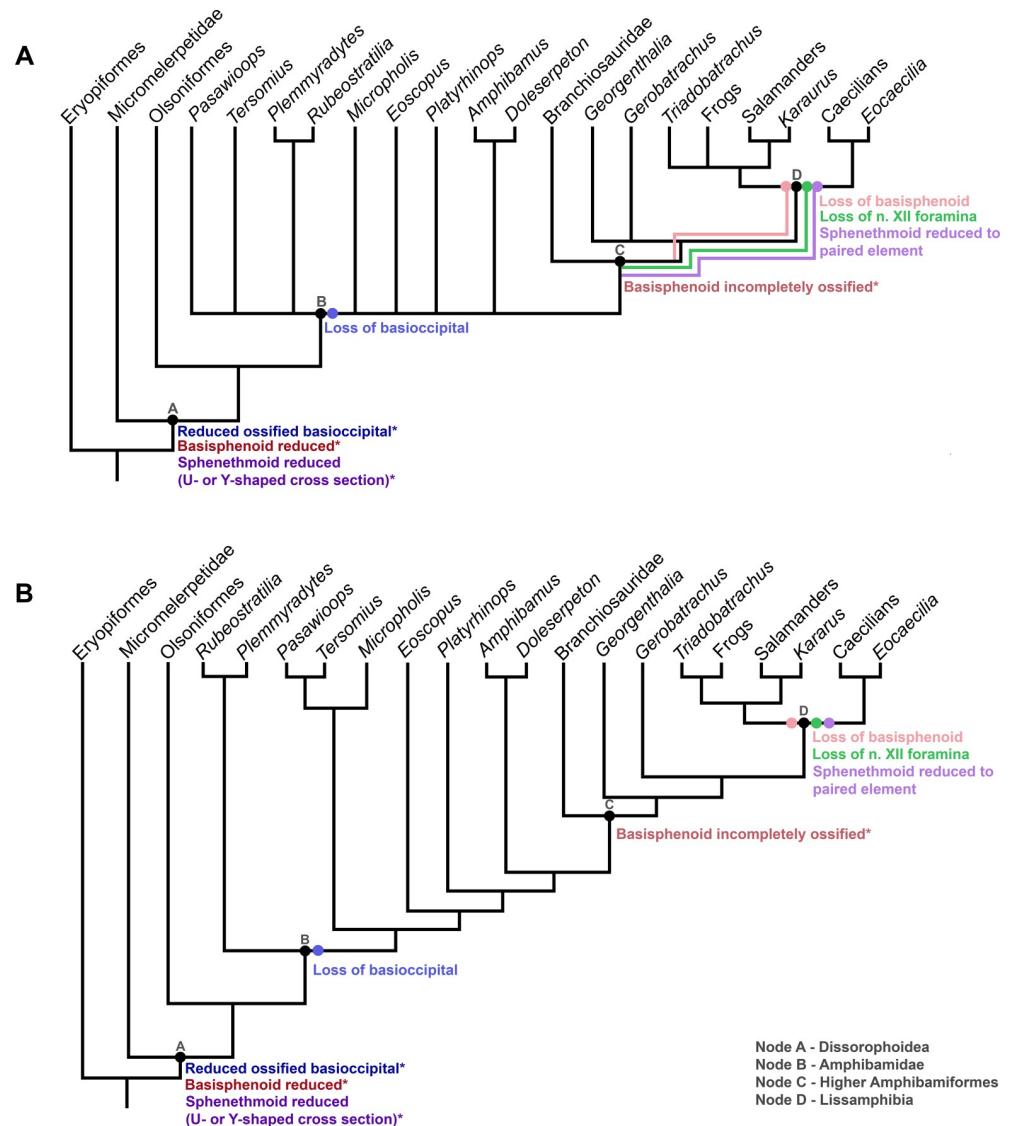 A
Eryopiformes
Micromelerpetidae
Olsoniformes
Pasawioops
Tersomius
Plemmyradytes
Rubeostratilia
Micropholis
Eoscopus
Platyrhinops
Amphibamus
Doleserpeton
Branchiosauridae
Georgenthalia
Gerobatrachus
Triadobatrachus
Frogs
Salamanders
Karaurus
Caecilians
Eocaecilia
D
Loss of basisphenoid
Loss of n. XII foramina
Sphenethmoid reduced to
paired element
C
Basisphenoid incompletely ossified*
B
Loss of basioccipital
A
Reduced ossified basioccipital*
Basisphenoid reduced*
Sphenethmoid reduced
(U- or Y-shaped cross section)*
B
Eryopiformes
Micromelerpetidae
Olsoniformes
Rubeostratilia
Plemmyradytes
Pasawioops
Tersomius
Micropholis
Eoscopus
Platyrhinops
Amphibamus
Doleserpeton
Branchiosauridae
Georgenthalia
Gerobatrachus
Triadobatrachus
Frogs
Salamanders
Kararus
Caecilians
Eocaecilia
D
Loss of basisphenoid
Loss of n. XII foramina
Sphenethmoid reduced to
paired element
C
Basisphenoid incompletely ossified*
B
Loss of basioccipital
A
Reduced ossified basioccipital*
Basisphenoid reduced*
Sphenethmoid reduced
(U- or Y-shaped cross section)*
Node A - Dissorophoidea
Node B - Amphibamidae
Node C - Higher Amphibamiformes
Node D - Lissamphibia